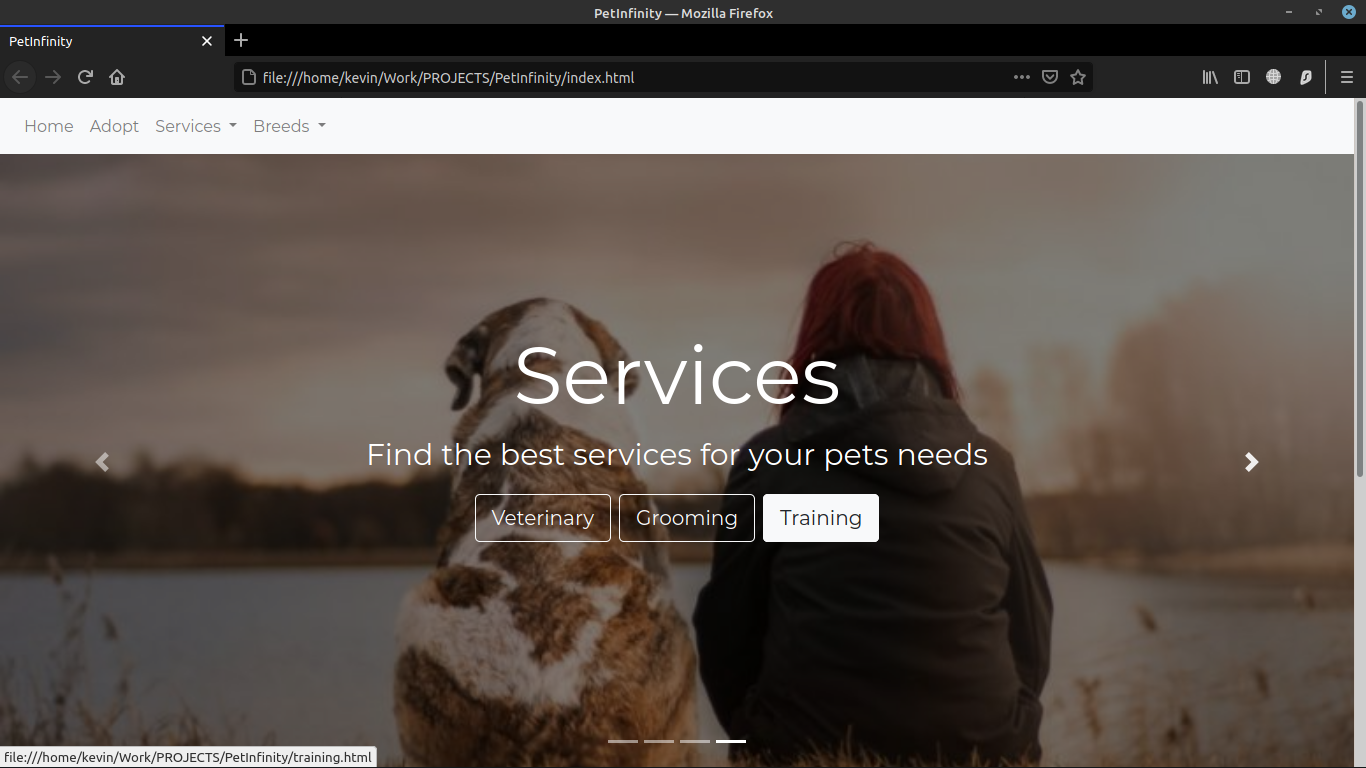 PetInfinity — Mozilla Firefox
PetInfinity
file:///home/kevin/Work/PROJECTS/PetInfinity/index.html
Home Adopt Services Breeds
Services
Find the best services for your pets needs
Veterinary Grooming Training
file:///home/kevin/Work/PROJECTS/PetInfinity/training.html